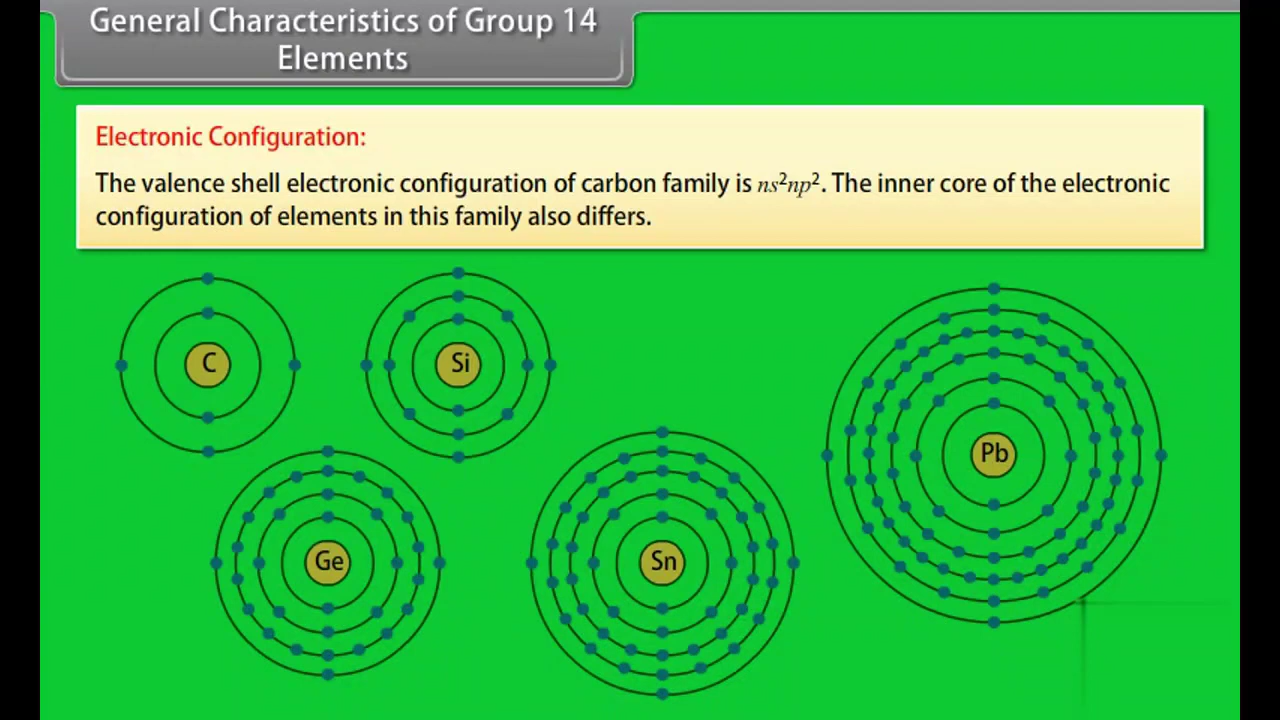 General Characteristics of Group 14
Elements
Electronic Configuration:
The valence shell electronic configuration of carbon family is ns²np². The inner core of the electronic
configuration of elements in this family also differs.
C
Si
Pb
Ge
Sn